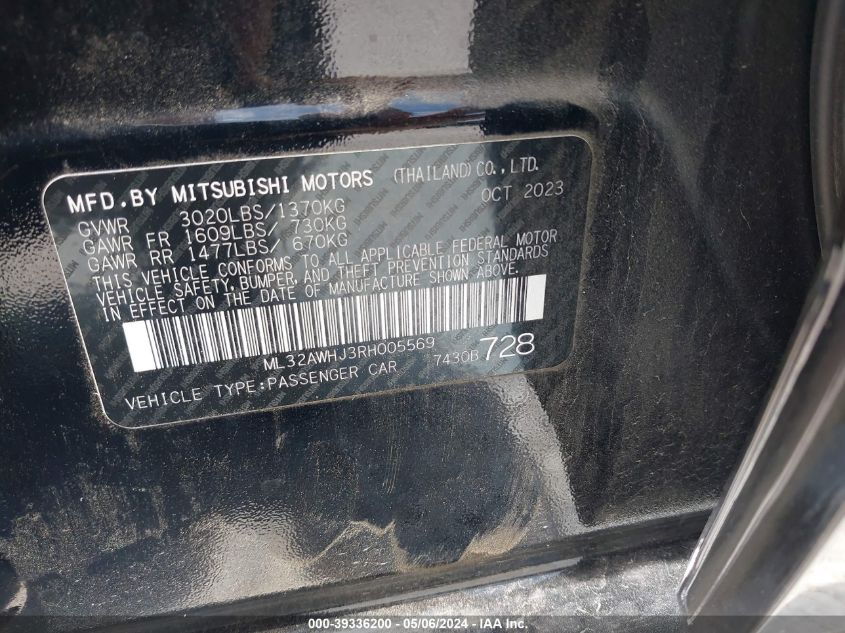 MFD.BY MITSUBISHI MOTORS (THAILAND) CO., LTD.
GVWR 3020LBS/1370KG OCT 2023
GAWR FR 1609LBS/ 730KG
GAWR RR 1477LBS/ 670KG
THIS VEHICLE CONFORMS TO ALL APPLICABLE FEDERAL MOTOR
VEHICLE SAFETY, BUMPER, AND THEFT PREVENTION STANDARDS
IN EFFECT ON THE DATE OF MANUFACTURE SHOWN ABOVE.
ML32AWHJ3RH005569
VEHICLE TYPE:PASSENGER CAR 7430B 728
000-39336200 - 05/06/2024 - IAA Inc.